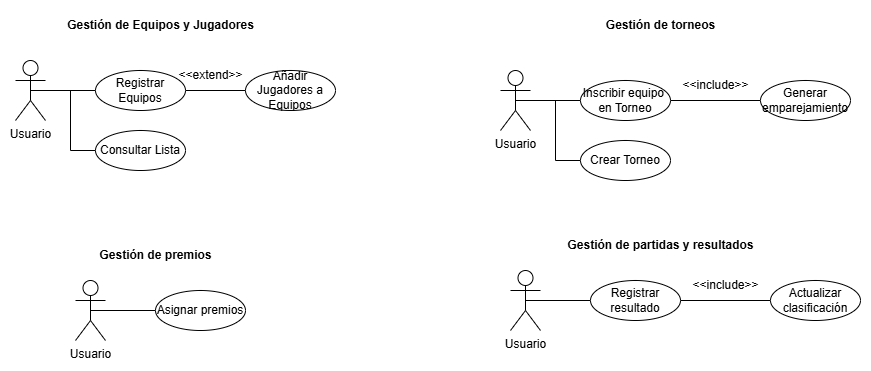 Gestión de Equipos y Jugadores
Registrar
Equipos
<<extend>>
Añadir
Jugadores a
Equipos
Usuario
Consultar Lista
Gestión de torneos
Inscribir equipo
en Torneo
<<include>>
Generar
emparejamiento
Usuario
Crear Torneo
Gestión de premios
Asignar premios
Usuario
Gestión de partidas y resultados
Registrar
resultado
<<include>>
Actualizar
clasificación
Usuario